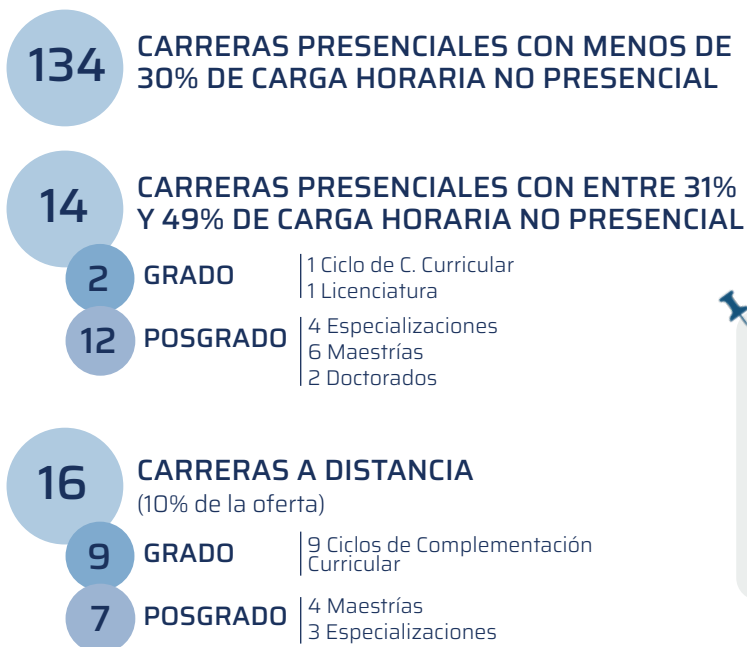 134
CARRERAS PRESENCIALES CON MENOS DE
30% DE CARGA HORARIA NO PRESENCIAL
14
CARRERAS PRESENCIALES CON ENTRE 31%
Y 49% DE CARGA HORARIA NO PRESENCIAL
2
GRADO
1 Ciclo de C. Curricular
1 Licenciatura
12
POSGRADO
4 Especializaciones
6 Maestrías
2 Doctorados
16
CARRERAS A DISTANCIA
(10% de la oferta)
9
GRADO
9 Ciclos de Complementación
Curricular
7
POSGRADO
4 Maestrías
3 Especializaciones